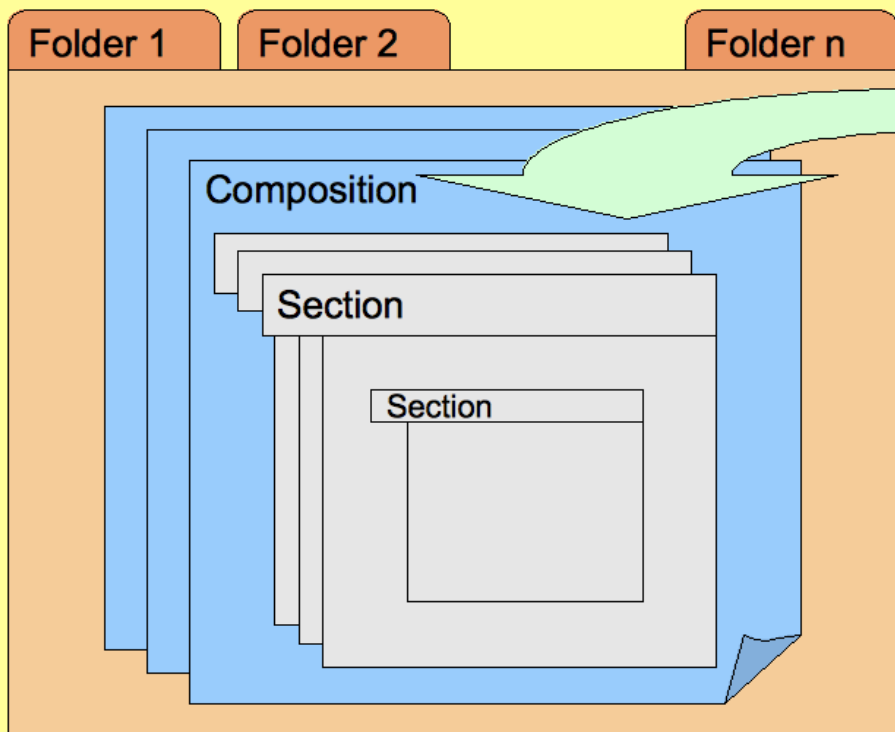 Folder 1
Folder 2
Folder n
Composition
Section
Section